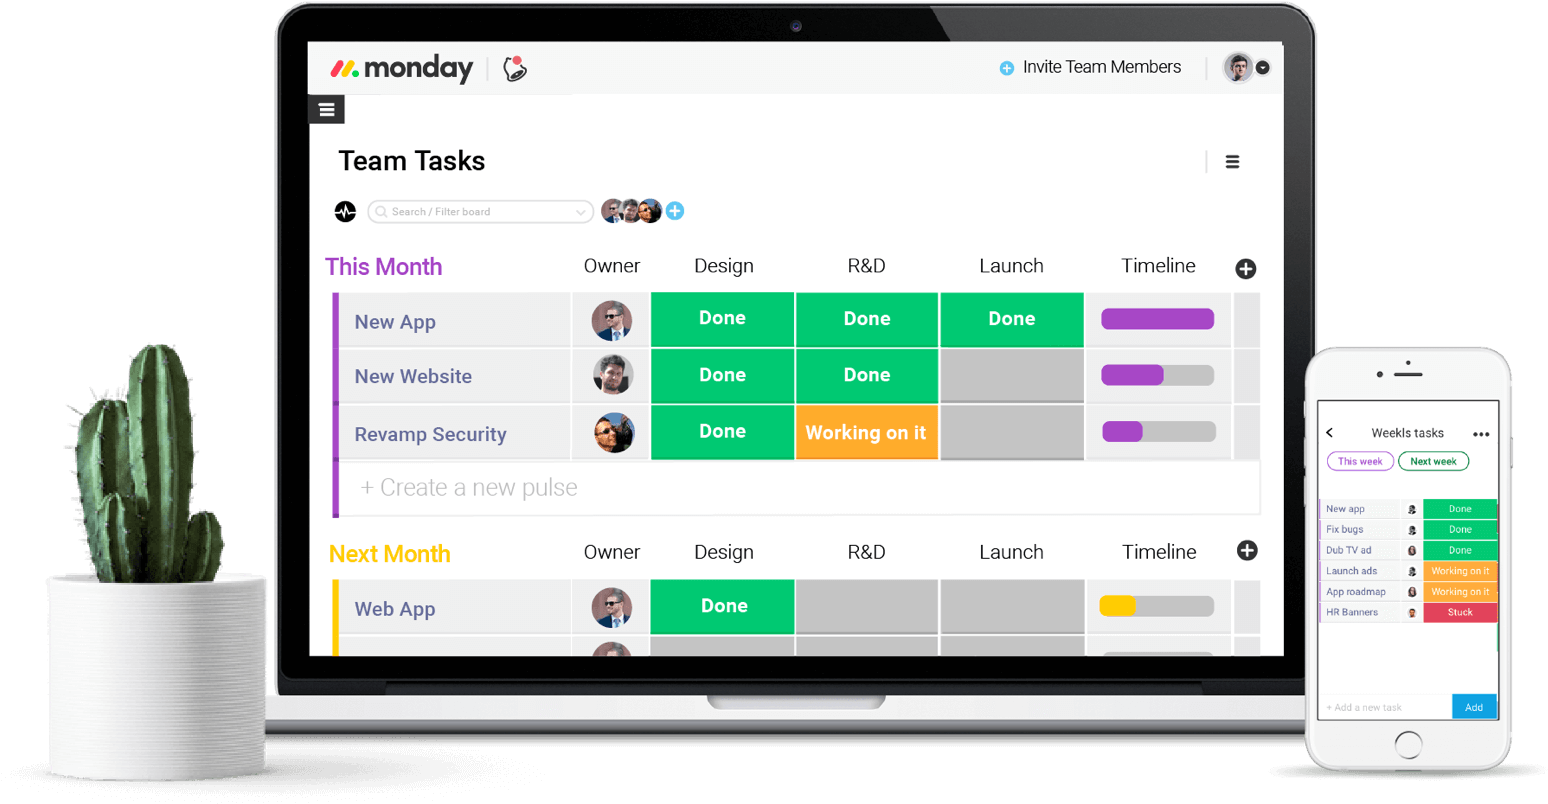 monday
Invite Team Members
Team Tasks
Search / Filter board
This Month Owner Design R&D Launch Timeline
New App Done Done Done
New Website Done Done
Revamp Security Done Working on it
+ Create a new pulse
Next Month Owner Design R&D Launch Timeline
Web App Done
Weekls tasks
This week Next week
New app Done
Fix bugs Done
Dub TV ad Done
Launch ads Working on it
App roadmap Working on it
HR Banners Stuck
+ Add a new task Add